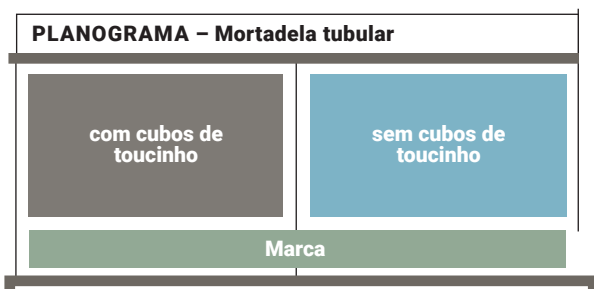 PLANOGRAMA – Mortadela tubular
com cubos de
toucinho
sem cubos de
toucinho
Marca